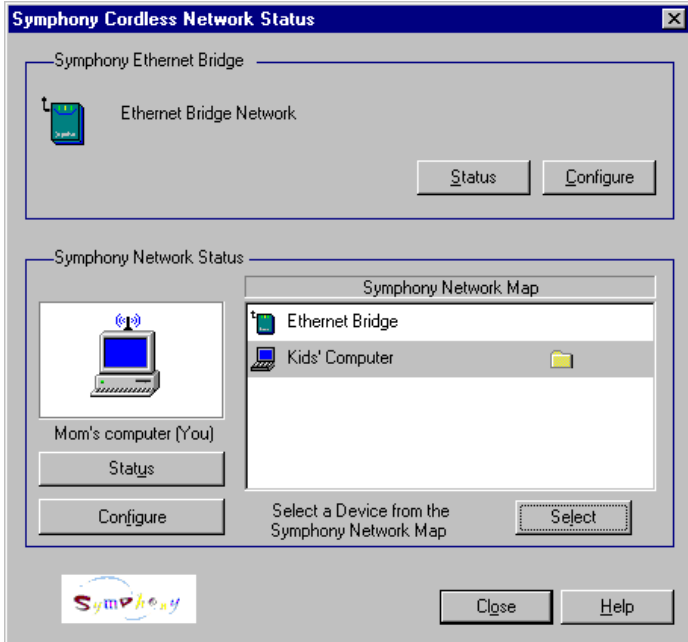 Symphony Cordless Network Status
Symphony Ethernet Bridge
Ethernet Bridge Network
Status
Configure
Symphony Network Status
Symphony Network Map
Ethernet Bridge
Kids' Computer
Mom's computer (You)
Status
Configure
Select a Device from the
Symphony Network Map
Select
Symphony
Close
Help